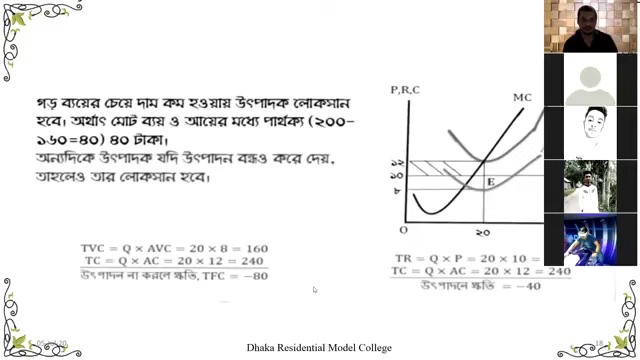 গড় ব্যয়ের চেয়ে দাম কম হওয়ায় উৎপাদক লোকসান
হবে। অর্থাৎ মোট ব্যয় ও আয়ের মধ্যে পার্থক্য (২০০-
১৬০=৪০) ৪০ টাকা।
অন্যদিকে উৎপাদক যদি উৎপাদন বন্ধও করে দেয়,
তাহলেও তার লোকসান হবে।
TVC = Q × AVC = 20 × 8 = 160
TC = Q × AC = 20 × 12 = 240
উৎপাদন না করলে ক্ষতি, TFC = −80
P,R,C
MC
১২
১০
৮
E
O
২০
TR = Q × P = 20 × 10 =
TC = Q × AC = 20 × 12 = 240
উৎপাদনে ক্ষতি = −40
Dhaka Residential Model College
18